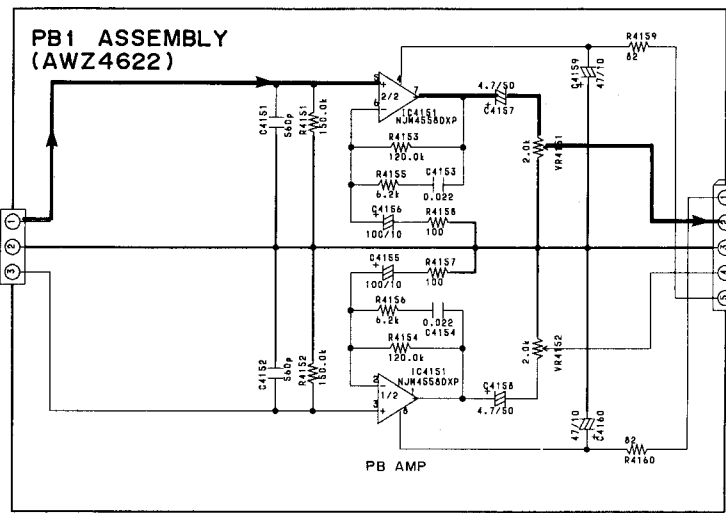 PB1 ASSEMBLY
(AWZ4622)
R4159
82
C4159
47/10
4.7/50
C4157
5
6
4
7
2/2
IC4151
NJM4558DXP
C4151
560p
R4151
150.0k
R4153
120.0k
R4155
6.2k
C4153
0.022
C4156
100/10
R4158
100
2.0k
VR4151
1
2
3
1
2
3
4
5
C4155
100/10
R4157
100
R4156
6.2k
0.022
C4154
R4154
120.0k
IC4151
NJM4558DXP
2
3
1
8
1/2
C4158
4.7/50
C4152
560p
R4152
150.0k
2.0k
VR4152
47/10
C4160
82
R4160
PB AMP